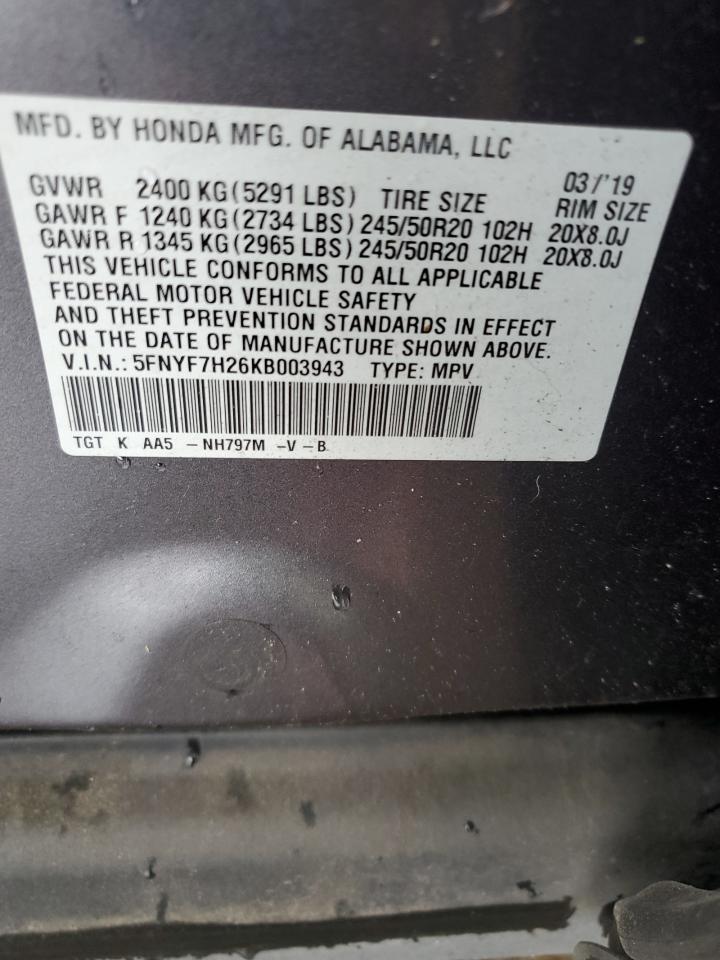 MFD. BY HONDA MFG. OF ALABAMA, LLC
03/'19
GVWR 2400 KG(5291 LBS) TIRE SIZE RIM SIZE
GAWR F 1240 KG(2734 LBS) 245/50R20 102H 20X8.0J
GAWR R 1345 KG(2965 LBS) 245/50R20 102H 20X8.0J
THIS VEHICLE CONFORMS TO ALL APPLICABLE
FEDERAL MOTOR VEHICLE SAFETY
AND THEFT PREVENTION STANDARDS IN EFFECT
ON THE DATE OF MANUFACTURE SHOWN ABOVE.
V.I.N.: 5FNYF7H26KB003943 TYPE: MPV
TGT K AA5 -NH797M -V-B